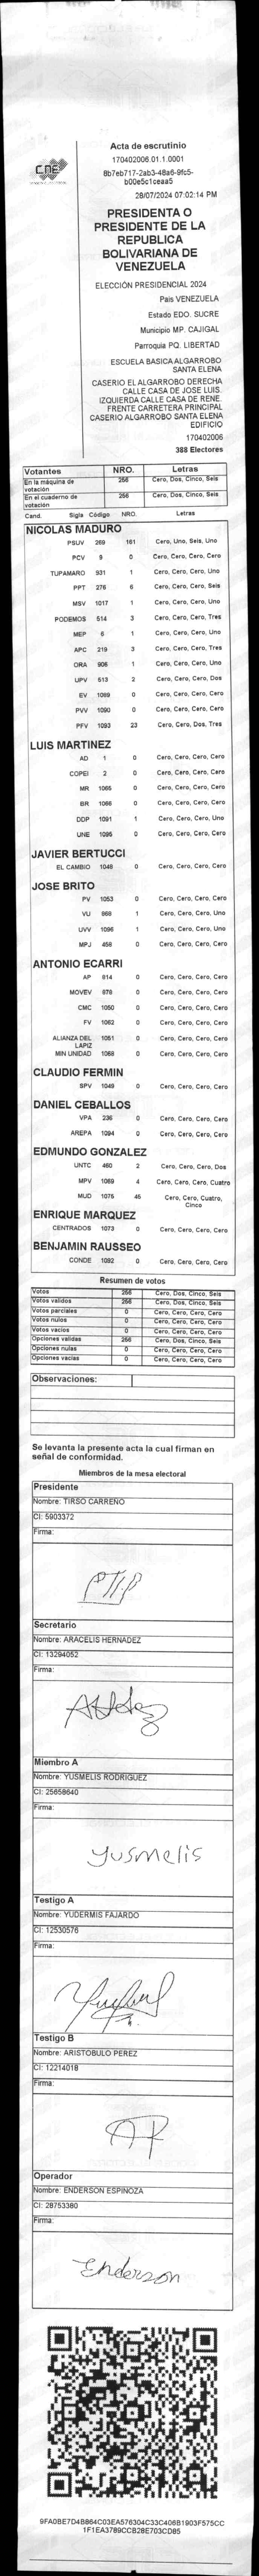 Acta de escrutinio
170402006.01.1.0001
8b7eb717-2ab3-48a6-9fc5-
b00e5c1ceaa5
28/07/2024 07:02:14 PM
CNE
PRESIDENTA O
PRESIDENTE DE LA
REPUBLICA
BOLIVARIANA DE
VENEZUELA
ELECCIÓN PRESIDENCIAL 2024
Pais VENEZUELA
Estado EDO. SUCRE
Municipio MP. CAJIGAL
Parroquia PQ. LIBERTAD
ESCUELA BASICA ALGARROBO
SANTA ELENA
CASERIO EL ALGARROBO DERECHA
CALLE CASA DE JOSE LUIS.
IZQUIERDA CALLE CASA DE RENE.
FRENTE CARRETERA PRINCIPAL
CASERIO ALGARROBO SANTA ELENA
EDIFICIO
170402006
388 Electores
Votantes NRO. Letras
En la máquina de votación 256 Cero, Dos, Cinco, Seis
En el cuaderno de votación 256 Cero, Dos, Cinco, Seis
Cand. Sigla Código NRO. Letras
NICOLAS MADURO
PSUV 269 161 Cero, Uno, Seis, Uno
PCV 9 0 Cero, Cero, Cero, Cero
TUPAMARO 931 1 Cero, Cero, Cero, Uno
PPT 276 6 Cero, Cero, Cero, Seis
MSV 1017 1 Cero, Cero, Cero, Uno
PODEMOS 514 3 Cero, Cero, Cero, Tres
MEP 6 1 Cero, Cero, Cero, Uno
APC 219 3 Cero, Cero, Cero, Tres
ORA 906 1 Cero, Cero, Cero, Uno
UPV 513 2 Cero, Cero, Cero, Dos
EV 1089 0 Cero, Cero, Cero, Cero
PVV 1090 0 Cero, Cero, Cero, Cero
PFV 1093 23 Cero, Cero, Dos, Tres
LUIS MARTINEZ
AD 1 0 Cero, Cero, Cero, Cero
COPEI 2 0 Cero, Cero, Cero, Cero
MR 1065 0 Cero, Cero, Cero, Cero
BR 1066 0 Cero, Cero, Cero, Cero
DDP 1091 1 Cero, Cero, Cero, Uno
UNE 1095 0 Cero, Cero, Cero, Cero
JAVIER BERTUCCI
EL CAMBIO 1048 0 Cero, Cero, Cero, Cero
JOSE BRITO
PV 1053 0 Cero, Cero, Cero, Cero
VU 868 1 Cero, Cero, Cero, Uno
UVV 1096 1 Cero, Cero, Cero, Uno
MPJ 458 0 Cero, Cero, Cero, Cero
ANTONIO ECARRI
AP 814 0 Cero, Cero, Cero, Cero
MOVEV 878 0 Cero, Cero, Cero, Cero
CMC 1050 0 Cero, Cero, Cero, Cero
FV 1062 0 Cero, Cero, Cero, Cero
ALIANZA DEL LAPIZ 1051 0 Cero, Cero, Cero, Cero
MIN UNIDAD 1068 0 Cero, Cero, Cero, Cero
CLAUDIO FERMIN
SPV 1049 0 Cero, Cero, Cero, Cero
DANIEL CEBALLOS
VPA 236 0 Cero, Cero, Cero, Cero
AREPA 1094 0 Cero, Cero, Cero, Cero
EDMUNDO GONZALEZ
UNTC 460 2 Cero, Cero, Cero, Dos
MPV 1069 4 Cero, Cero, Cero, Cuatro
MUD 1075 45 Cero, Cero, Cuatro,
Cinco
ENRIQUE MARQUEZ
CENTRADOS 1073 0 Cero, Cero, Cero, Cero
BENJAMIN RAUSSEO
CONDE 1092 0 Cero, Cero, Cero, Cero
Resumen de votos
Votos 256 Cero, Dos, Cinco, Seis
Votos validos 256 Cero, Dos, Cinco, Seis
Votos parciales 0 Cero, Cero, Cero, Cero
Votos nulos 0 Cero, Cero, Cero, Cero
Votos vacios 0 Cero, Cero, Cero, Cero
Opciones validas 256 Cero, Dos, Cinco, Seis
Opciones nulas 0 Cero, Cero, Cero, Cero
Opciones vacias 0 Cero, Cero, Cero, Cero
Observaciones:
Se levanta la presente acta la cual firman en
señal de conformidad.
Miembros de la mesa electoral
Presidente
Nombre: TIRSO CARREÑO
CI: 5903372
Firma:
Secretario
Nombre: ARACELIS HERNADEZ
CI: 13294052
Firma:
Miembro A
Nombre: YUSMELIS RODRIGUEZ
CI: 25658640
Firma:
Yusmelis
Testigo A
Nombre: YUDERMIS FAJARDO
CI: 12530576
Firma:
Testigo B
Nombre: ARISTOBULO PEREZ
CI: 12214018
Firma:
AP
Operador
Nombre: ENDERSON ESPINOZA
CI: 28753380
Firma:
Enderson
9FA0BE7D4B864C03EA576304C33C406B1903F575CC
1F1EA3789CCB28E703CD85